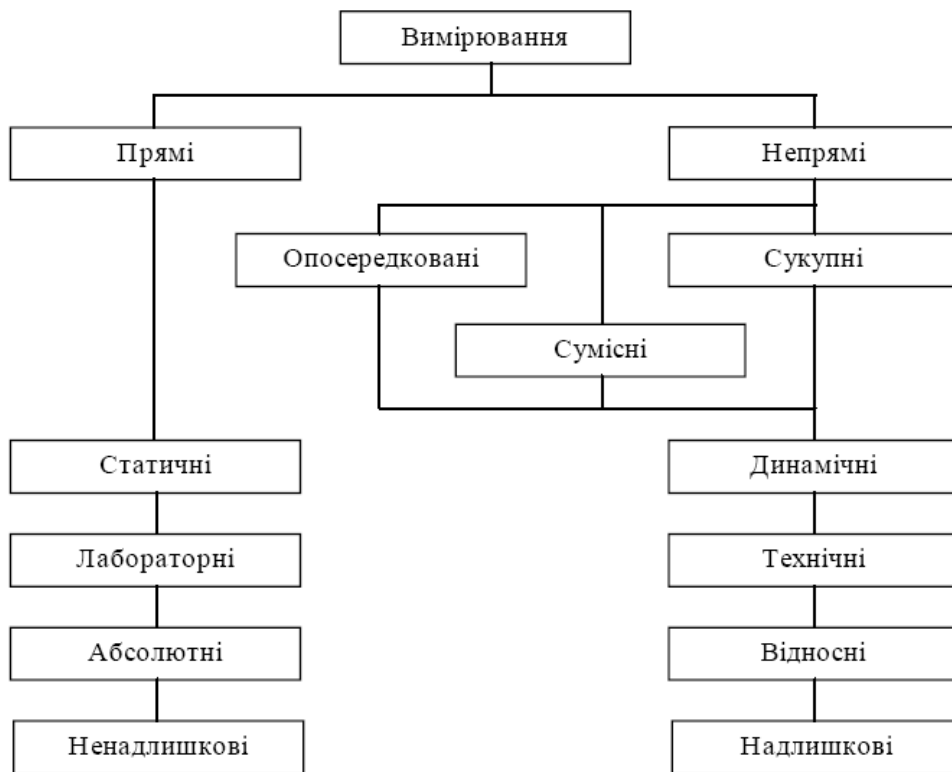 Вимірювання
Прямі
Непрямі
Опосередковані
Сукупні
Сумісні
Статичні
Динамічні
Лабораторні
Технічні
Абсолютні
Відносні
Ненадлишкові
Надлишкові